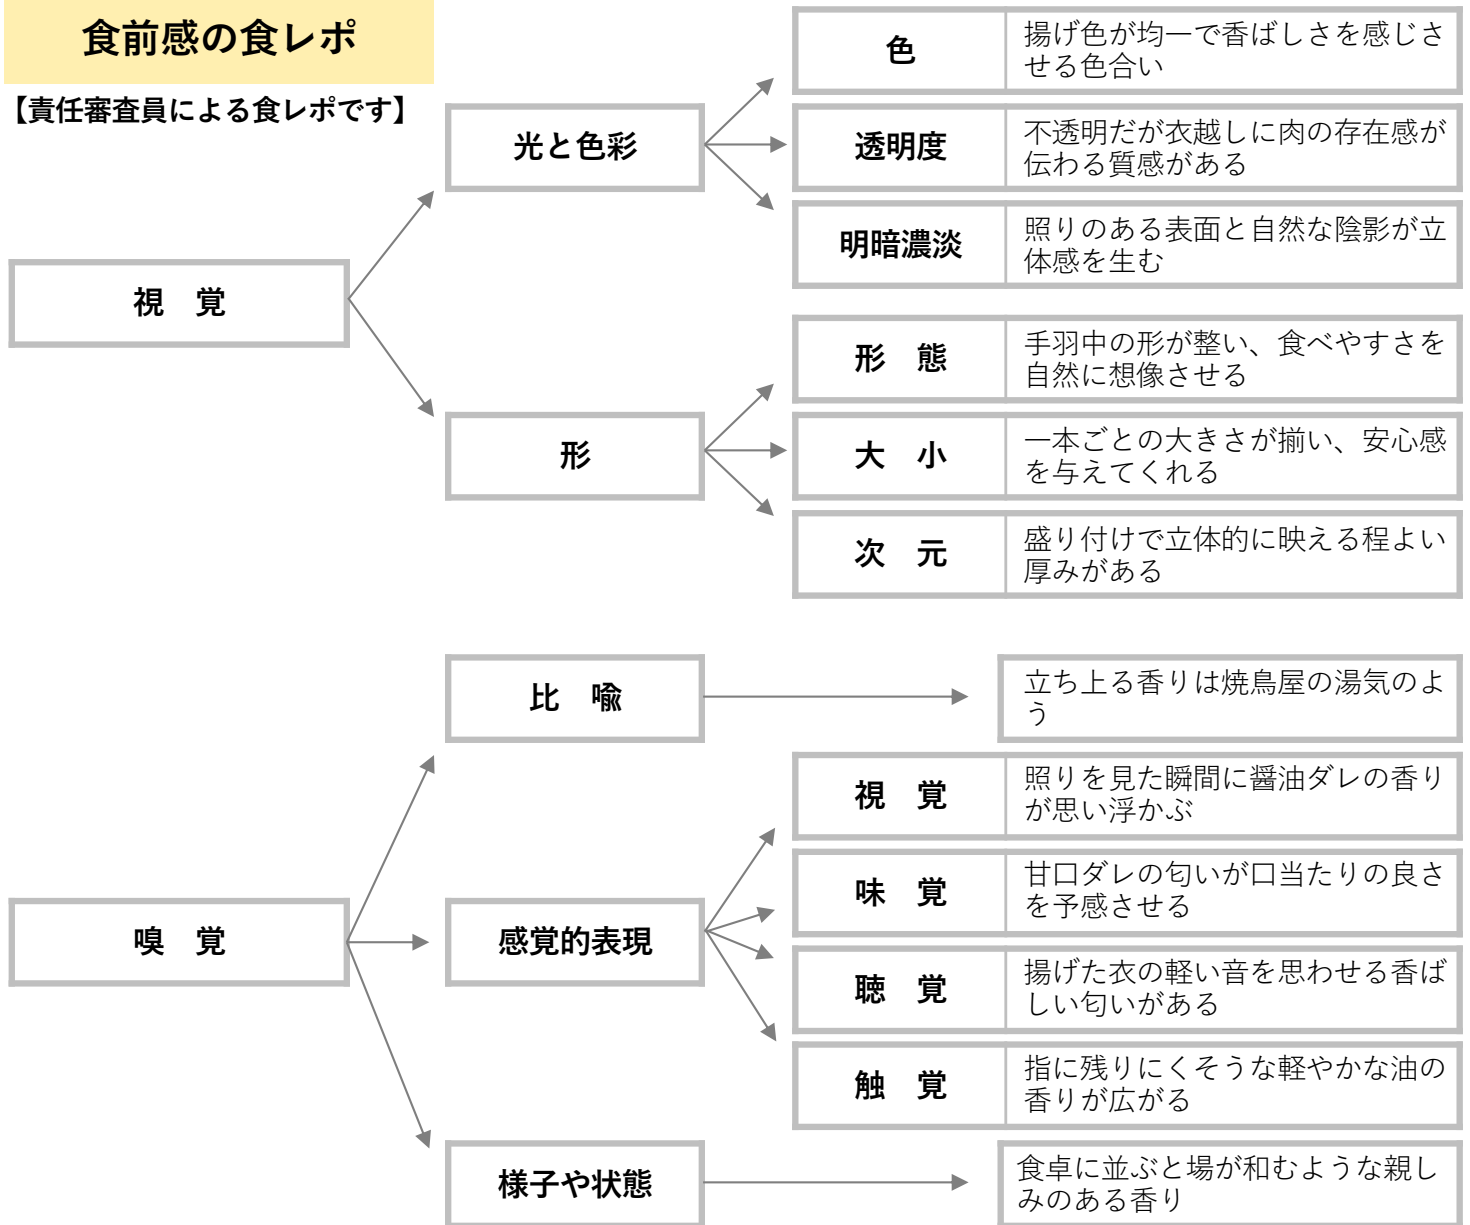 食前感の食レポ
【責任審査員による食レポです】
視　覚
光と色彩
色
揚げ色が均一で香ばしさを感じさ
せる色合い
透明度
不透明だが衣越しに肉の存在感が
伝わる質感がある
明暗濃淡
照りのある表面と自然な陰影が立
体感を生む
形
形　態
手羽中の形が整い、食べやすさを
自然に想像させる
大　小
一本ごとの大きさが揃い、安心感
を与えてくれる
次　元
盛り付けで立体的に映える程よい
厚みがある
嗅　覚
比　喩
立ち上る香りは焼鳥屋の湯気のよ
う
感覚的表現
視　覚
照りを見た瞬間に醤油ダレの香り
が思い浮かぶ
味　覚
甘口ダレの匂いが口当たりの良さ
を予感させる
聴　覚
揚げた衣の軽い音を思わせる香ば
しい匂いがある
触　覚
指に残りにくそうな軽やかな油の
香りが広がる
様子や状態
食卓に並ぶと場が和むような親し
みのある香り